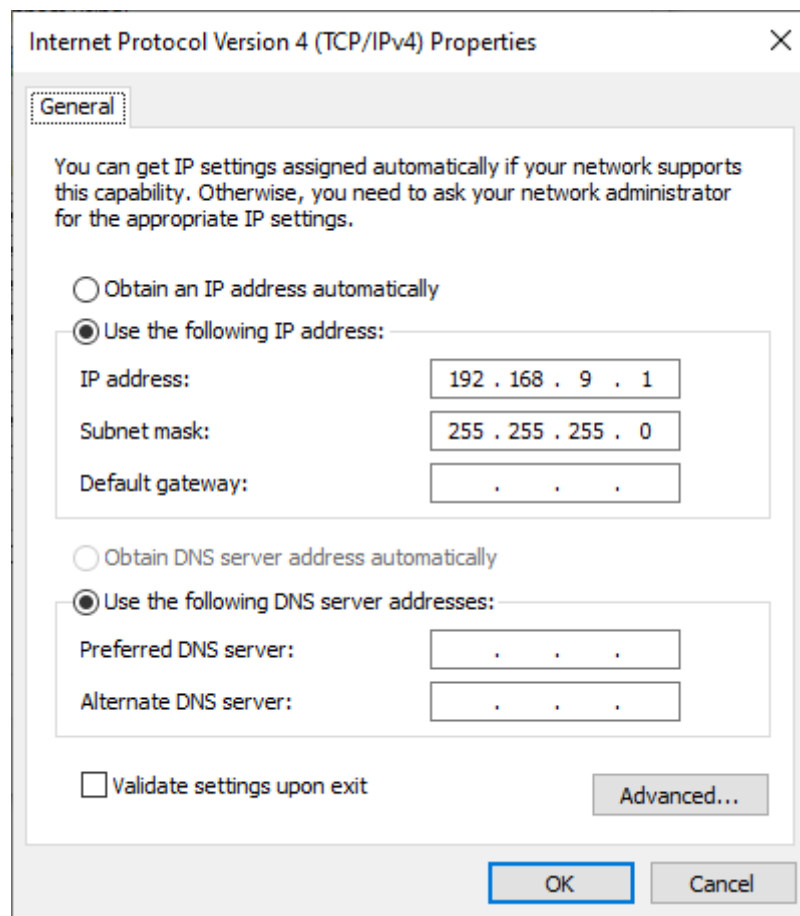 Internet Protocol Version 4 (TCP/IPv4) Properties
General
You can get IP settings assigned automatically if your network supports
this capability. Otherwise, you need to ask your network administrator
for the appropriate IP settings.
Obtain an IP address automatically
Use the following IP address:
IP address: 192 . 168 . 9 . 1
Subnet mask: 255 . 255 . 255 . 0
Default gateway: . . .
Obtain DNS server address automatically
Use the following DNS server addresses:
Preferred DNS server: . . .
Alternate DNS server: . . .
Validate settings upon exit
Advanced...
OK Cancel